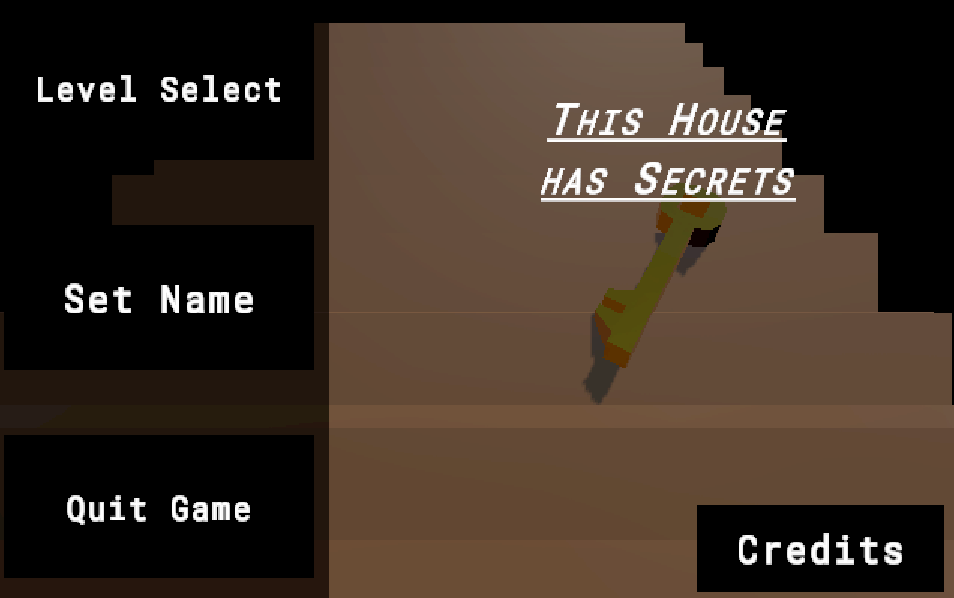 Level Select
This House
has Secrets
Set Name
Quit Game
Credits